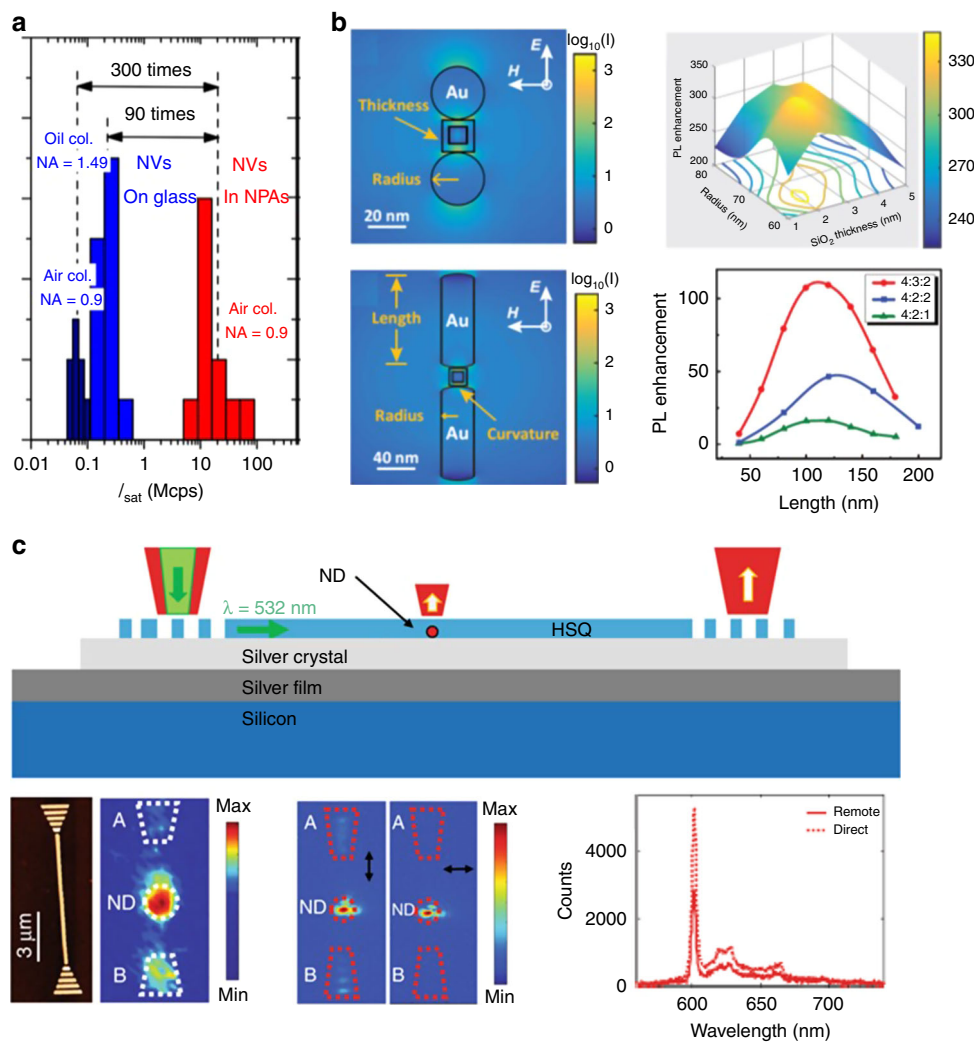 a
300 times
90 times
Oil col.
NA = 1.49
NVs
On glass
NVs
In NPAs
Air col.
NA = 0.9
Air col.
NA = 0.9
0.01 0.1 1 10 100
/sat (Mcps)
b
log10(I)
E
H
Au
Thickness
Radius
20 nm
3
2
1
0
PL enhancement
350
300
250
200
80
70
60
Radius (nm)
1 2 3 4 5
SiO2 thickness (nm)
330
300
270
240
log10(I)
E
H
Au
Length
Radius
Au
Curvature
40 nm
3
2
1
0
PL enhancement
100
50
0
4:3:2
4:2:2
4:2:1
50 100 150 200
Length (nm)
c
ND
λ = 532 nm
HSQ
Silver crystal
Silver film
Silicon
3 μm
A
ND
B
Max
Min
A
ND
B
A
ND
B
Max
Min
Counts
4000
2000
0
Remote
Direct
600 650 700
Wavelength (nm)